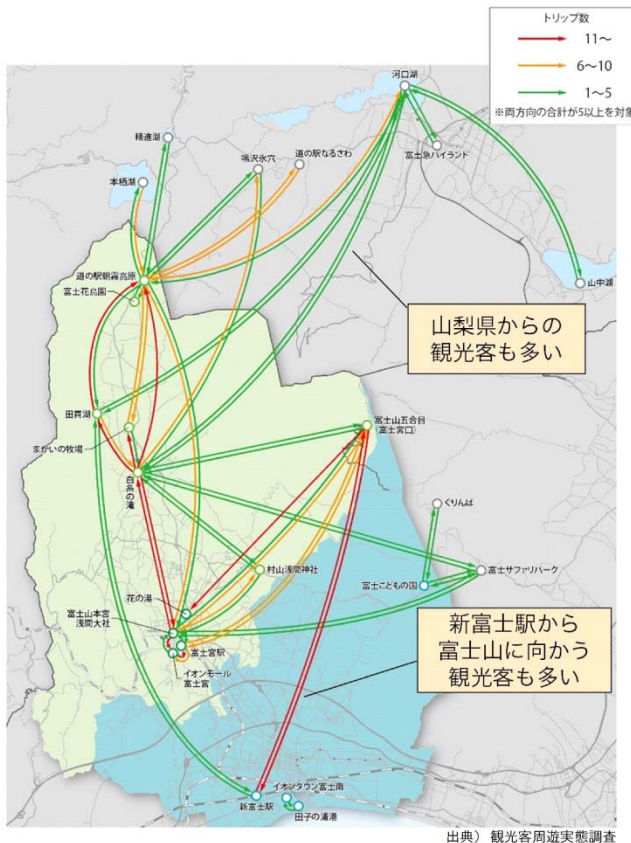 トリップ数
11〜
6〜10
1〜5
※両方向の合計が5以上を対象
河口湖
精進湖
鳴沢氷穴
道の駅なるさわ
富士急ハイランド
本栖湖
道の駅朝霧高原
富士花鳥園
山中湖
山梨県からの
観光客も多い
田貫湖
まかいの牧場
富士山五合目
（富士宮口）
白糸の滝
ぐりんぱ
村山浅間神社
富士サファリパーク
富士こどもの国
花の湯
富士山本宮
浅間大社
富士宮駅
イオンモール
富士宮
新富士駅から
富士山に向かう
観光客も多い
イオンタウン富士南
新富士駅
田子の浦港
出典） 観光客周遊実態調査